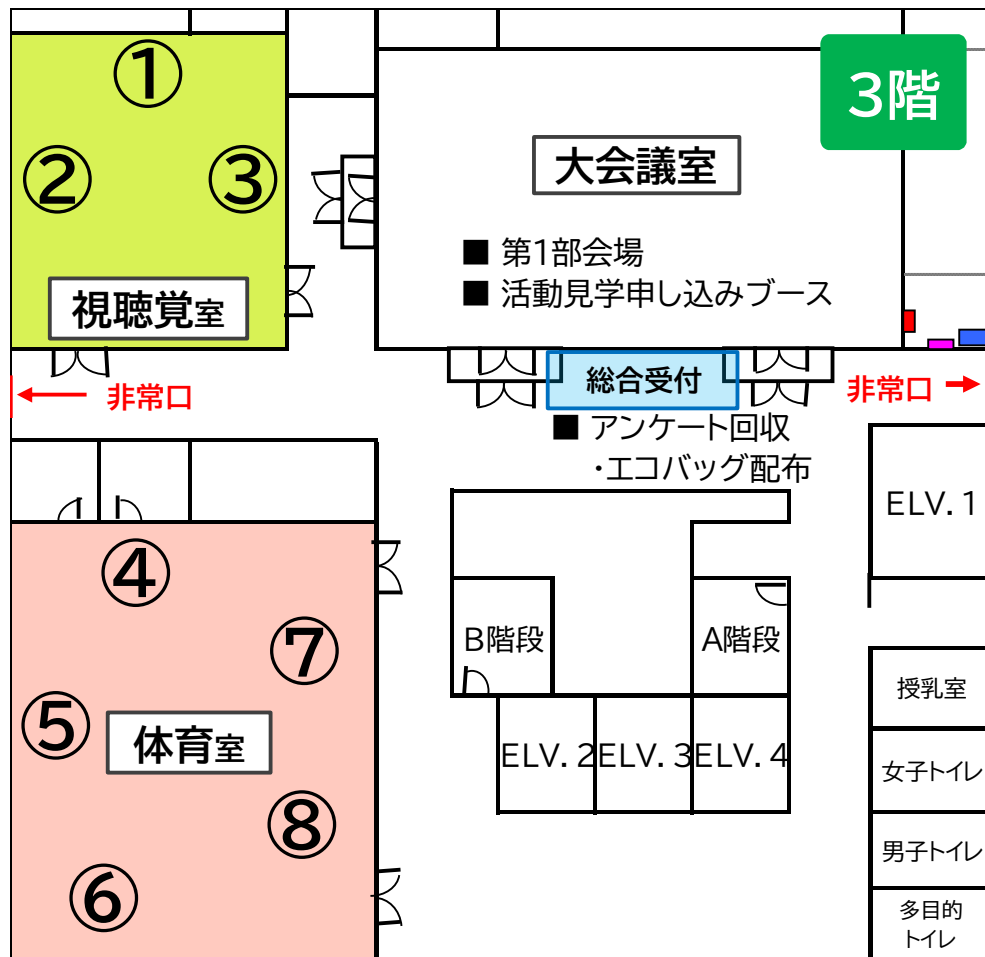 3階
①
②
③
視聴覚室
大会議室
■ 第1部会場
■ 活動見学申し込みブース
総合受付
■ アンケート回収
・エコバッグ配布
← 非常口
非常口 →
ELV.1
④
⑦
⑤
体育室
⑧
⑥
B階段
A階段
ELV.2
ELV.3
ELV.4
授乳室
女子トイレ
男子トイレ
多目的
トイレ